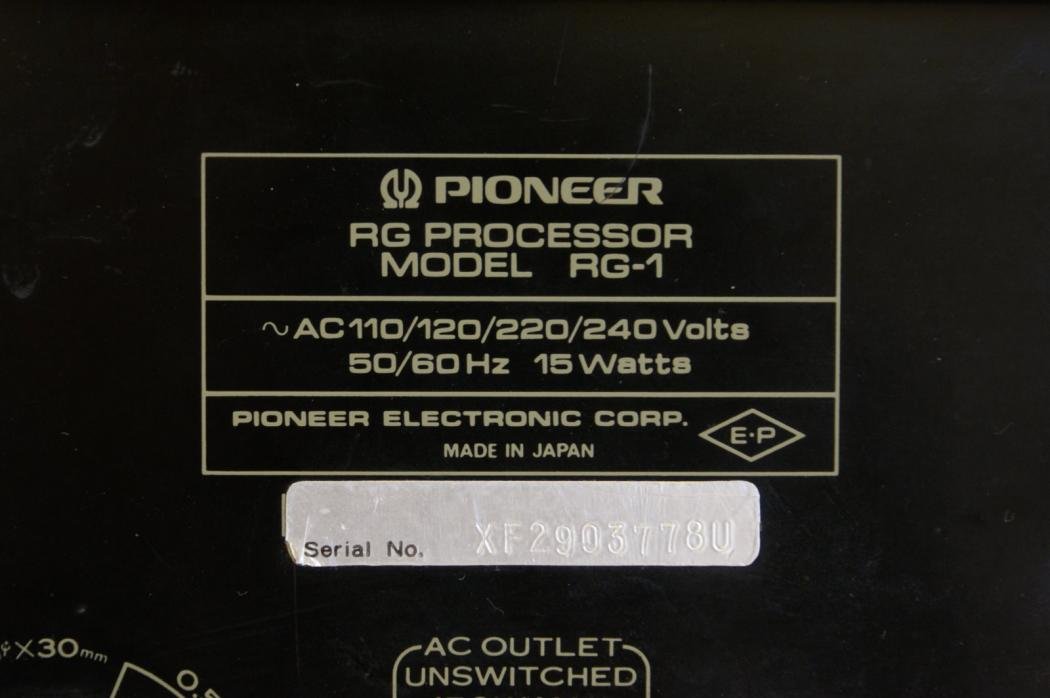 PIONEER
RG PROCESSOR
MODEL RG-1
~ AC 110/120/220/240 Volts
50/60 Hz 15 Watts
PIONEER ELECTRONIC CORP.
E·P
MADE IN JAPAN
Serial No. XF2903778U
X30mm
AC OUTLET
UNSWITCHED